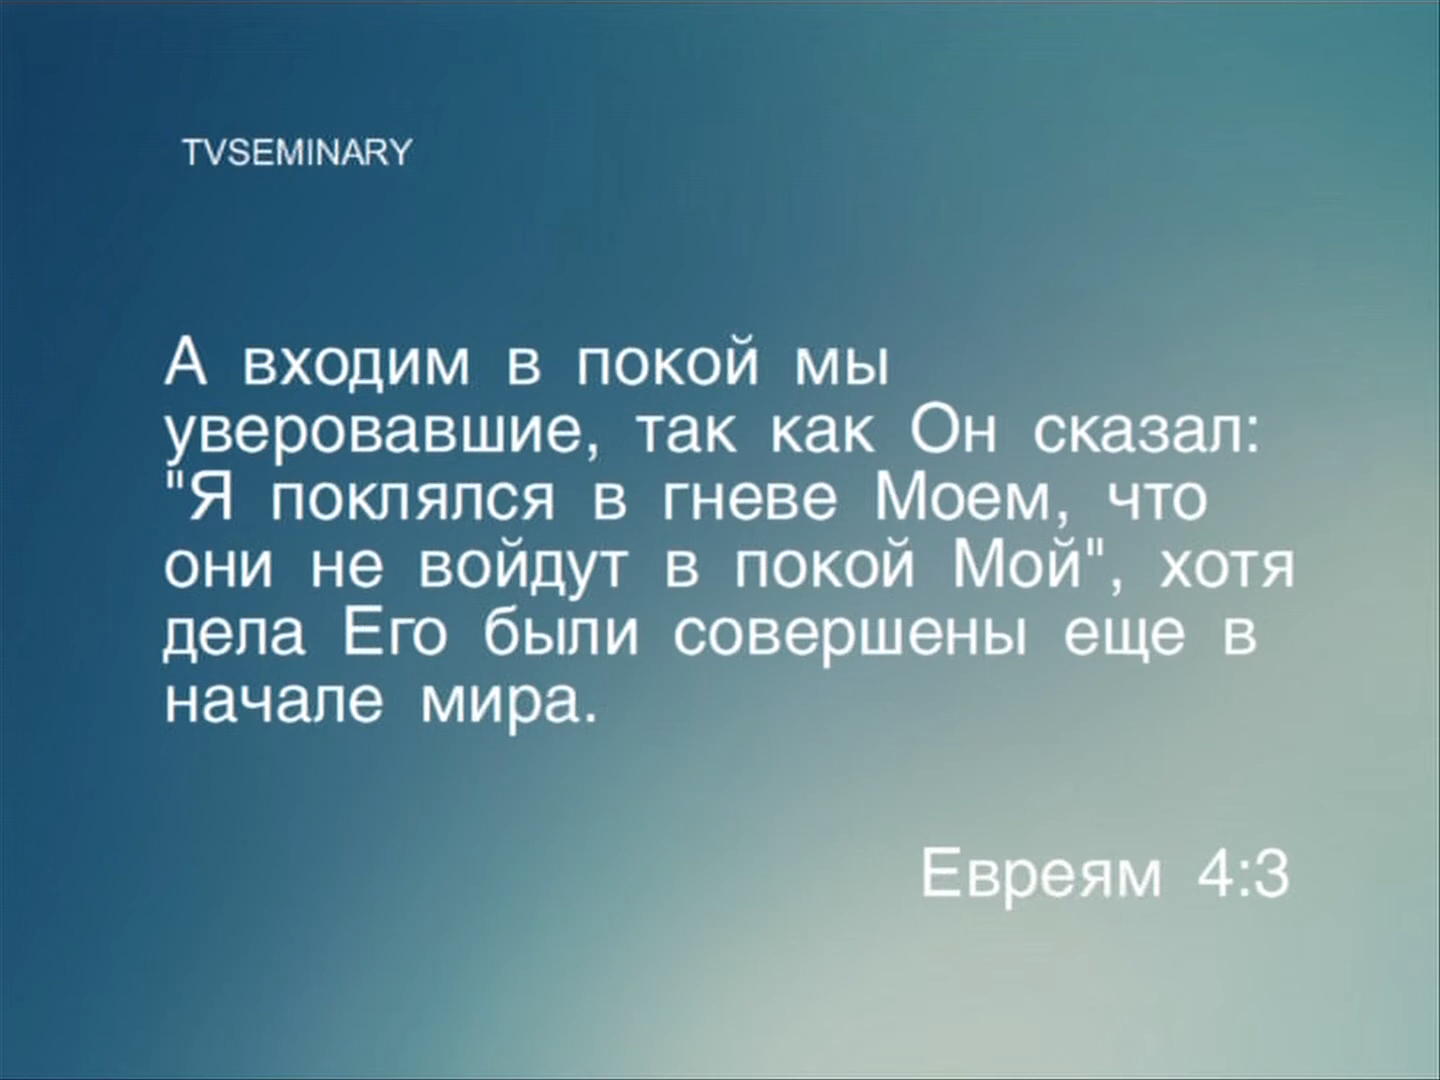 TVSEMINARY
А входим в покой мы
уверовавшие, так как Он сказал:
"Я поклялся в гневе Моем, что
они не войдут в покой Мой", хотя
дела Его были совершены еще в
начале мира.
Евреям 4:3